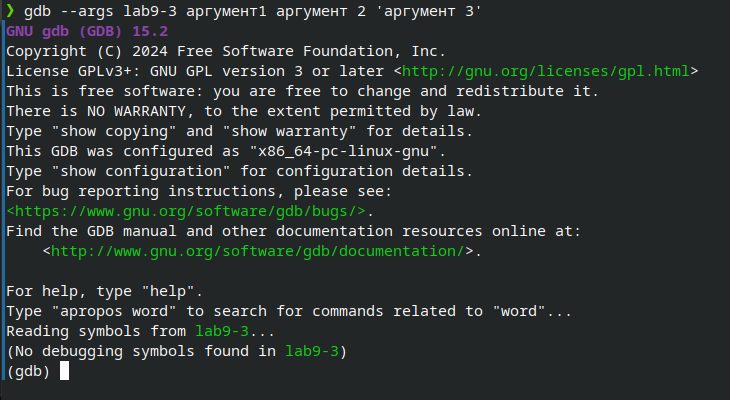 ❯ gdb --args lab9-3 аргумент1 аргумент 2 'аргумент 3'
GNU gdb (GDB) 15.2
Copyright (C) 2024 Free Software Foundation, Inc.
License GPLv3+: GNU GPL version 3 or later <http://gnu.org/licenses/gpl.html>
This is free software: you are free to change and redistribute it.
There is NO WARRANTY, to the extent permitted by law.
Type "show copying" and "show warranty" for details.
This GDB was configured as "x86_64-pc-linux-gnu".
Type "show configuration" for configuration details.
For bug reporting instructions, please see:
<https://www.gnu.org/software/gdb/bugs/>.
Find the GDB manual and other documentation resources online at:
    <http://www.gnu.org/software/gdb/documentation/>.

For help, type "help".
Type "apropos word" to search for commands related to "word"...
Reading symbols from lab9-3...
(No debugging symbols found in lab9-3)
(gdb)